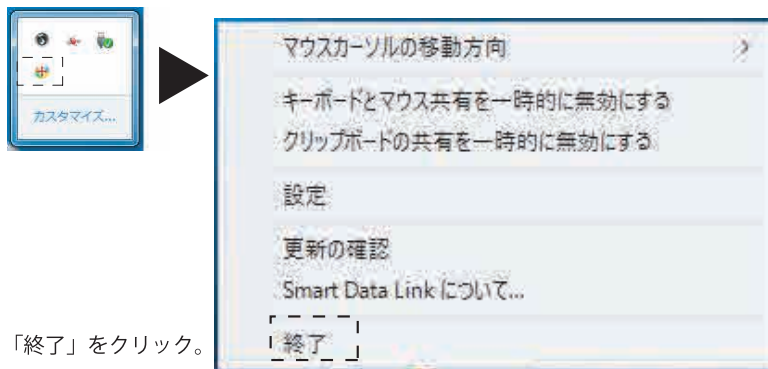 カスタマイズ...
マウスカーソルの移動方向
キーボードとマウス共有を一時的に無効にする
クリップボードの共有を一時的に無効にする
設定
更新の確認
Smart Data Link について...
終了
「終了」をクリック。